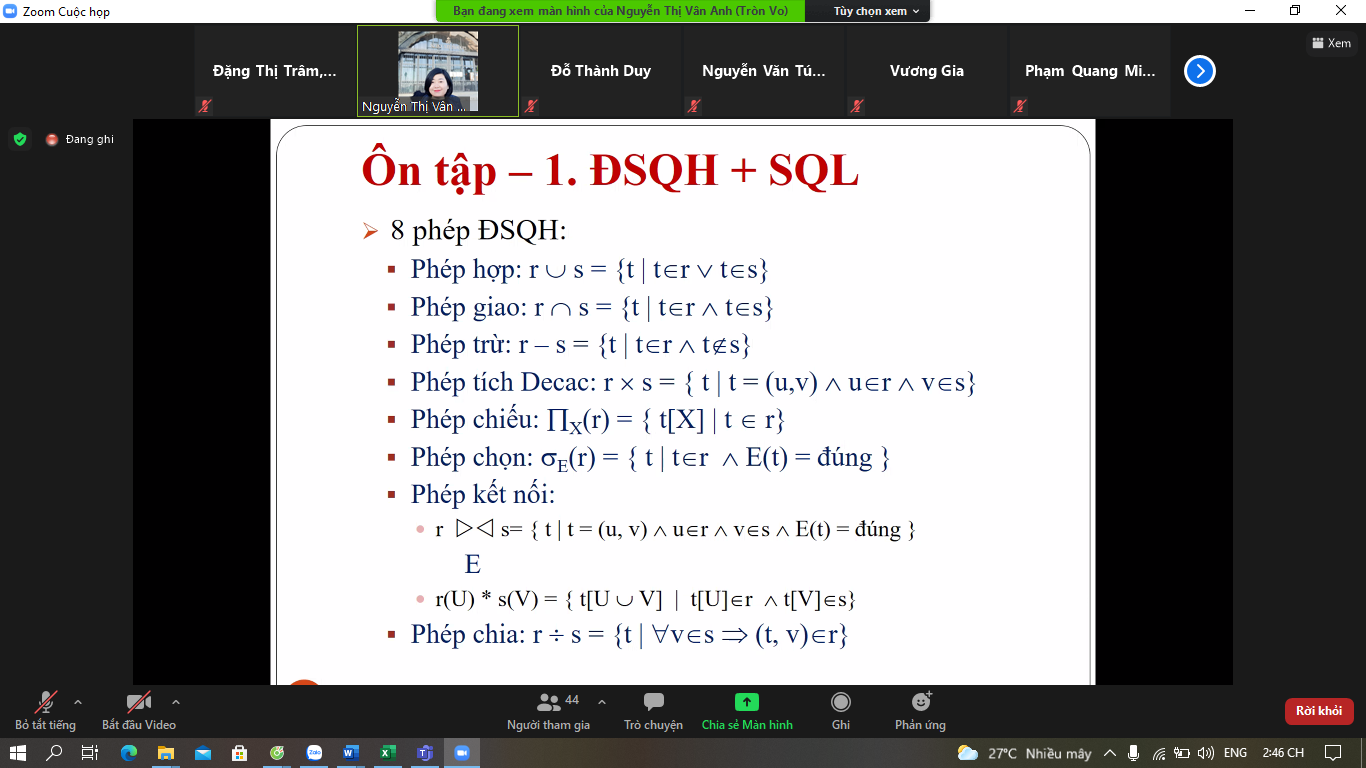 Zoom Cuộc họp
Bạn đang xem màn hình của Nguyễn Thị Vân Anh (Tròn Vo)
Tùy chọn xem
Đặng Thị Trâm,...
Nguyễn Thị Vân ...
Đỗ Thành Duy
Nguyễn Văn Tú...
Vương Gia
Phạm Quang Mi...
Xem
Đang ghi
Ôn tập – 1. ĐSQH + SQL
8 phép ĐSQH:
Phép hợp: r ∪ s = {t | t∈r ∨ t∈s}
Phép giao: r ∩ s = {t | t∈r ∧ t∈s}
Phép trừ: r – s = {t | t∈r ∧ t∉s}
Phép tích Decac: r × s = { t | t = (u,v) ∧ u∈r ∧ v∈s}
Phép chiếu: ∏X(r) = { t[X] | t ∈ r}
Phép chọn: σE(r) = { t | t∈r ∧ E(t) = đúng }
Phép kết nối:
r ▷◁ s= { t | t = (u, v) ∧ u∈r ∧ v∈s ∧ E(t) = đúng }
E
r(U) * s(V) = { t[U ∪ V] | t[U]∈r ∧ t[V]∈s}
Phép chia: r ÷ s = {t | ∀v∈s ⇒ (t, v)∈r}
Bỏ tắt tiếng
Bắt đầu Video
Người tham gia
44
Trò chuyện
Chia sẻ Màn hình
Ghi
Phản ứng
Rời khỏi
27°C Nhiều mây
ENG
2:46 CH